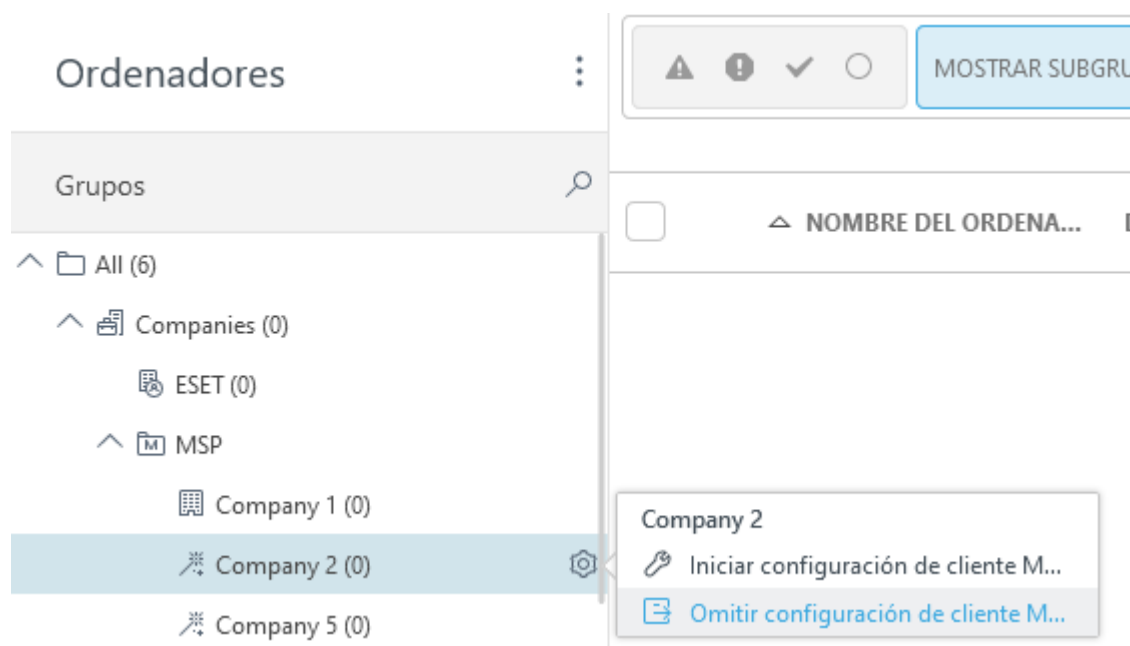 Ordenadores
MOSTRAR SUBGRU
Grupos
NOMBRE DEL ORDENA...
All (6)
Companies (0)
ESET (0)
MSP
Company 1 (0)
Company 2 (0)
Company 5 (0)
Company 2
Iniciar configuración de cliente M...
Omitir configuración de cliente M...